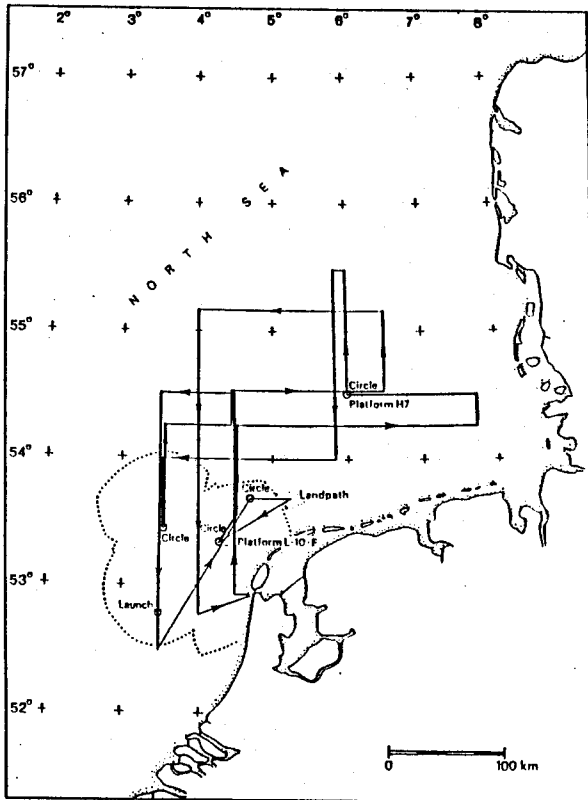 2° 3° 4° 5° 6° 7° 8°
57°
56°
NORTH SEA
55°
Circle
Platform H7
54°
Circle
Landpath
Circle
Circle
Platform L-10-F
53°
Launch
52°
0 100 km